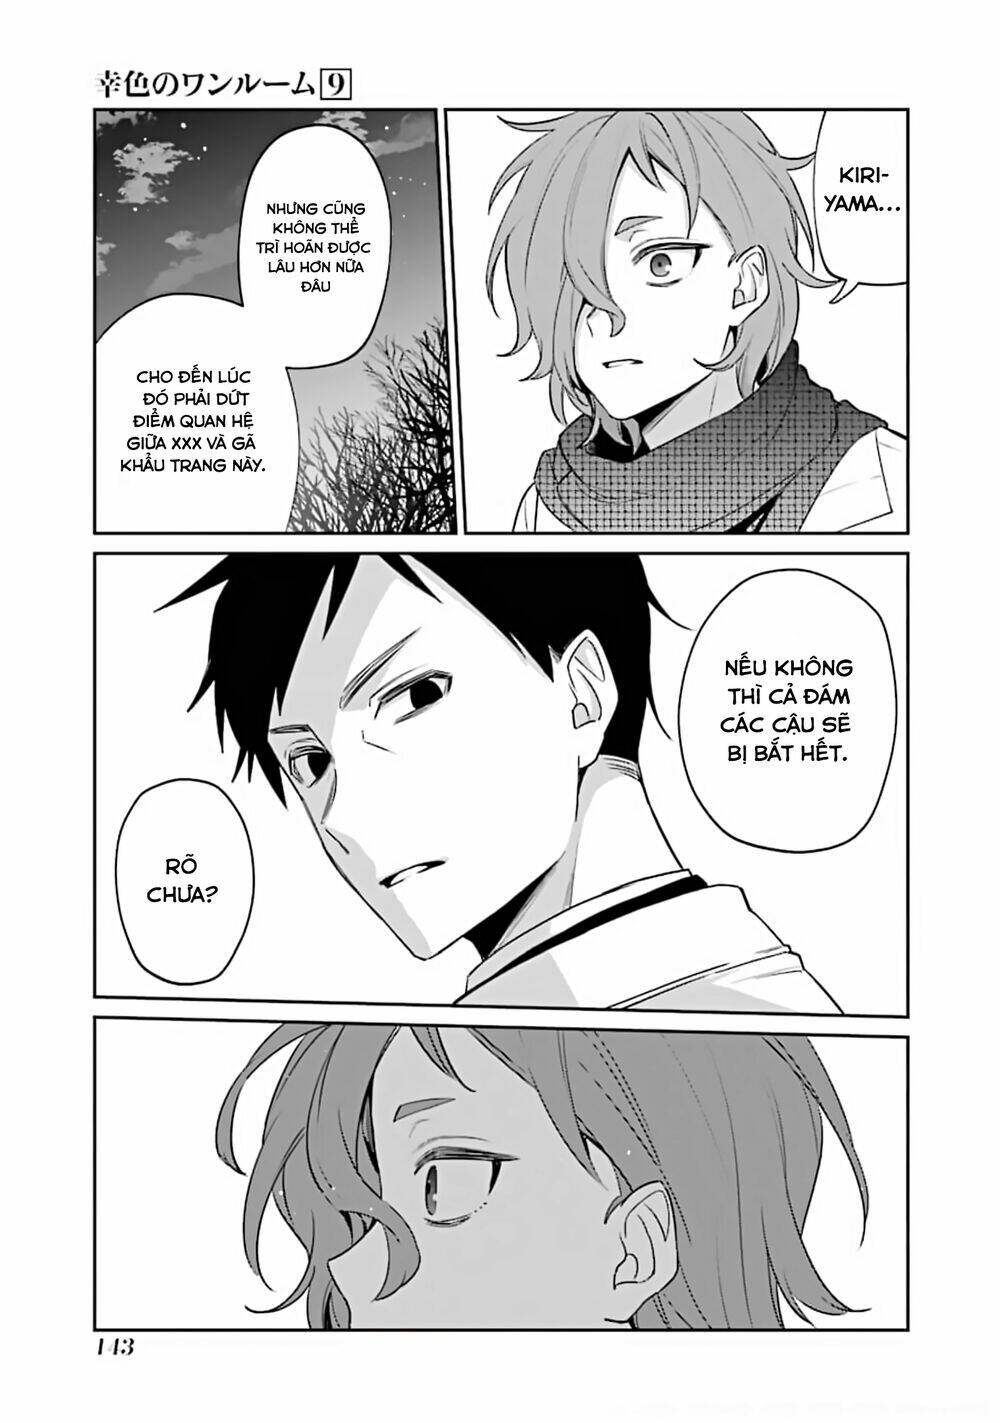 幸色のワンルーム 9
KIRI-
YAMA...
NHƯNG CŨNG
KHÔNG THỂ
TRÌ HOÃN ĐƯỢC
LÂU HƠN NỮA
ĐÂU
CHO ĐẾN LÚC
ĐÓ PHẢI DỨT
ĐIỂM QUAN HỆ
GIỮA XXX VÀ GÃ
KHẨU TRANG NÀY.
NẾU KHÔNG
THÌ CẢ ĐÁM
CÁC CẬU SẼ
BỊ BẮT HẾT.
RÕ
CHƯA?
143